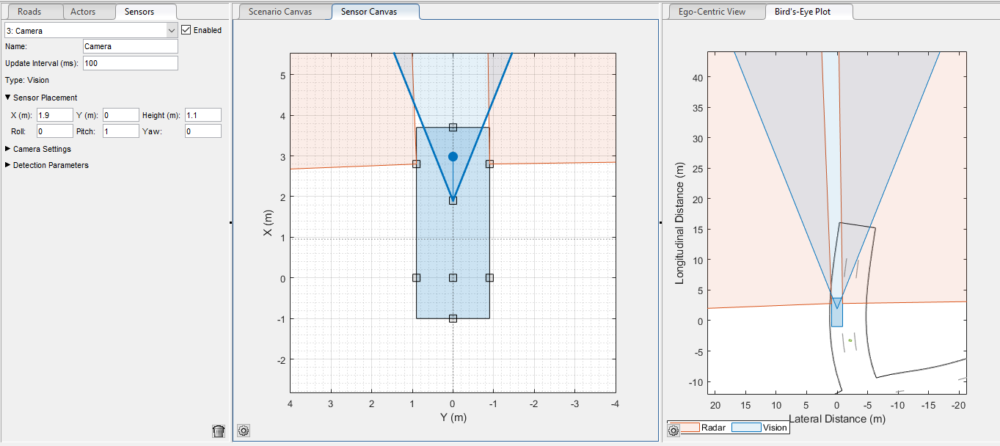 Roads Actors Sensors
3: Camera Enabled
Name: Camera
Update Interval (ms): 100
Type: Vision
Sensor Placement
X (m): 1.9 Y (m): 0 Height (m): 1.1
Roll: 0 Pitch: 1 Yaw: 0
Camera Settings
Detection Parameters
Scenario Canvas Sensor Canvas
5
4
3
2
1
0
-1
-2
X (m)
4 3 2 1 0 -1 -2 -3 -4
Y (m)
Ego-Centric View Bird's-Eye Plot
40
35
30
25
20
15
10
5
0
-5
-10
Longitudinal Distance (m)
20 15 10 5 0 -5 -10 -15 -20
Lateral Distance (m)
Radar Vision